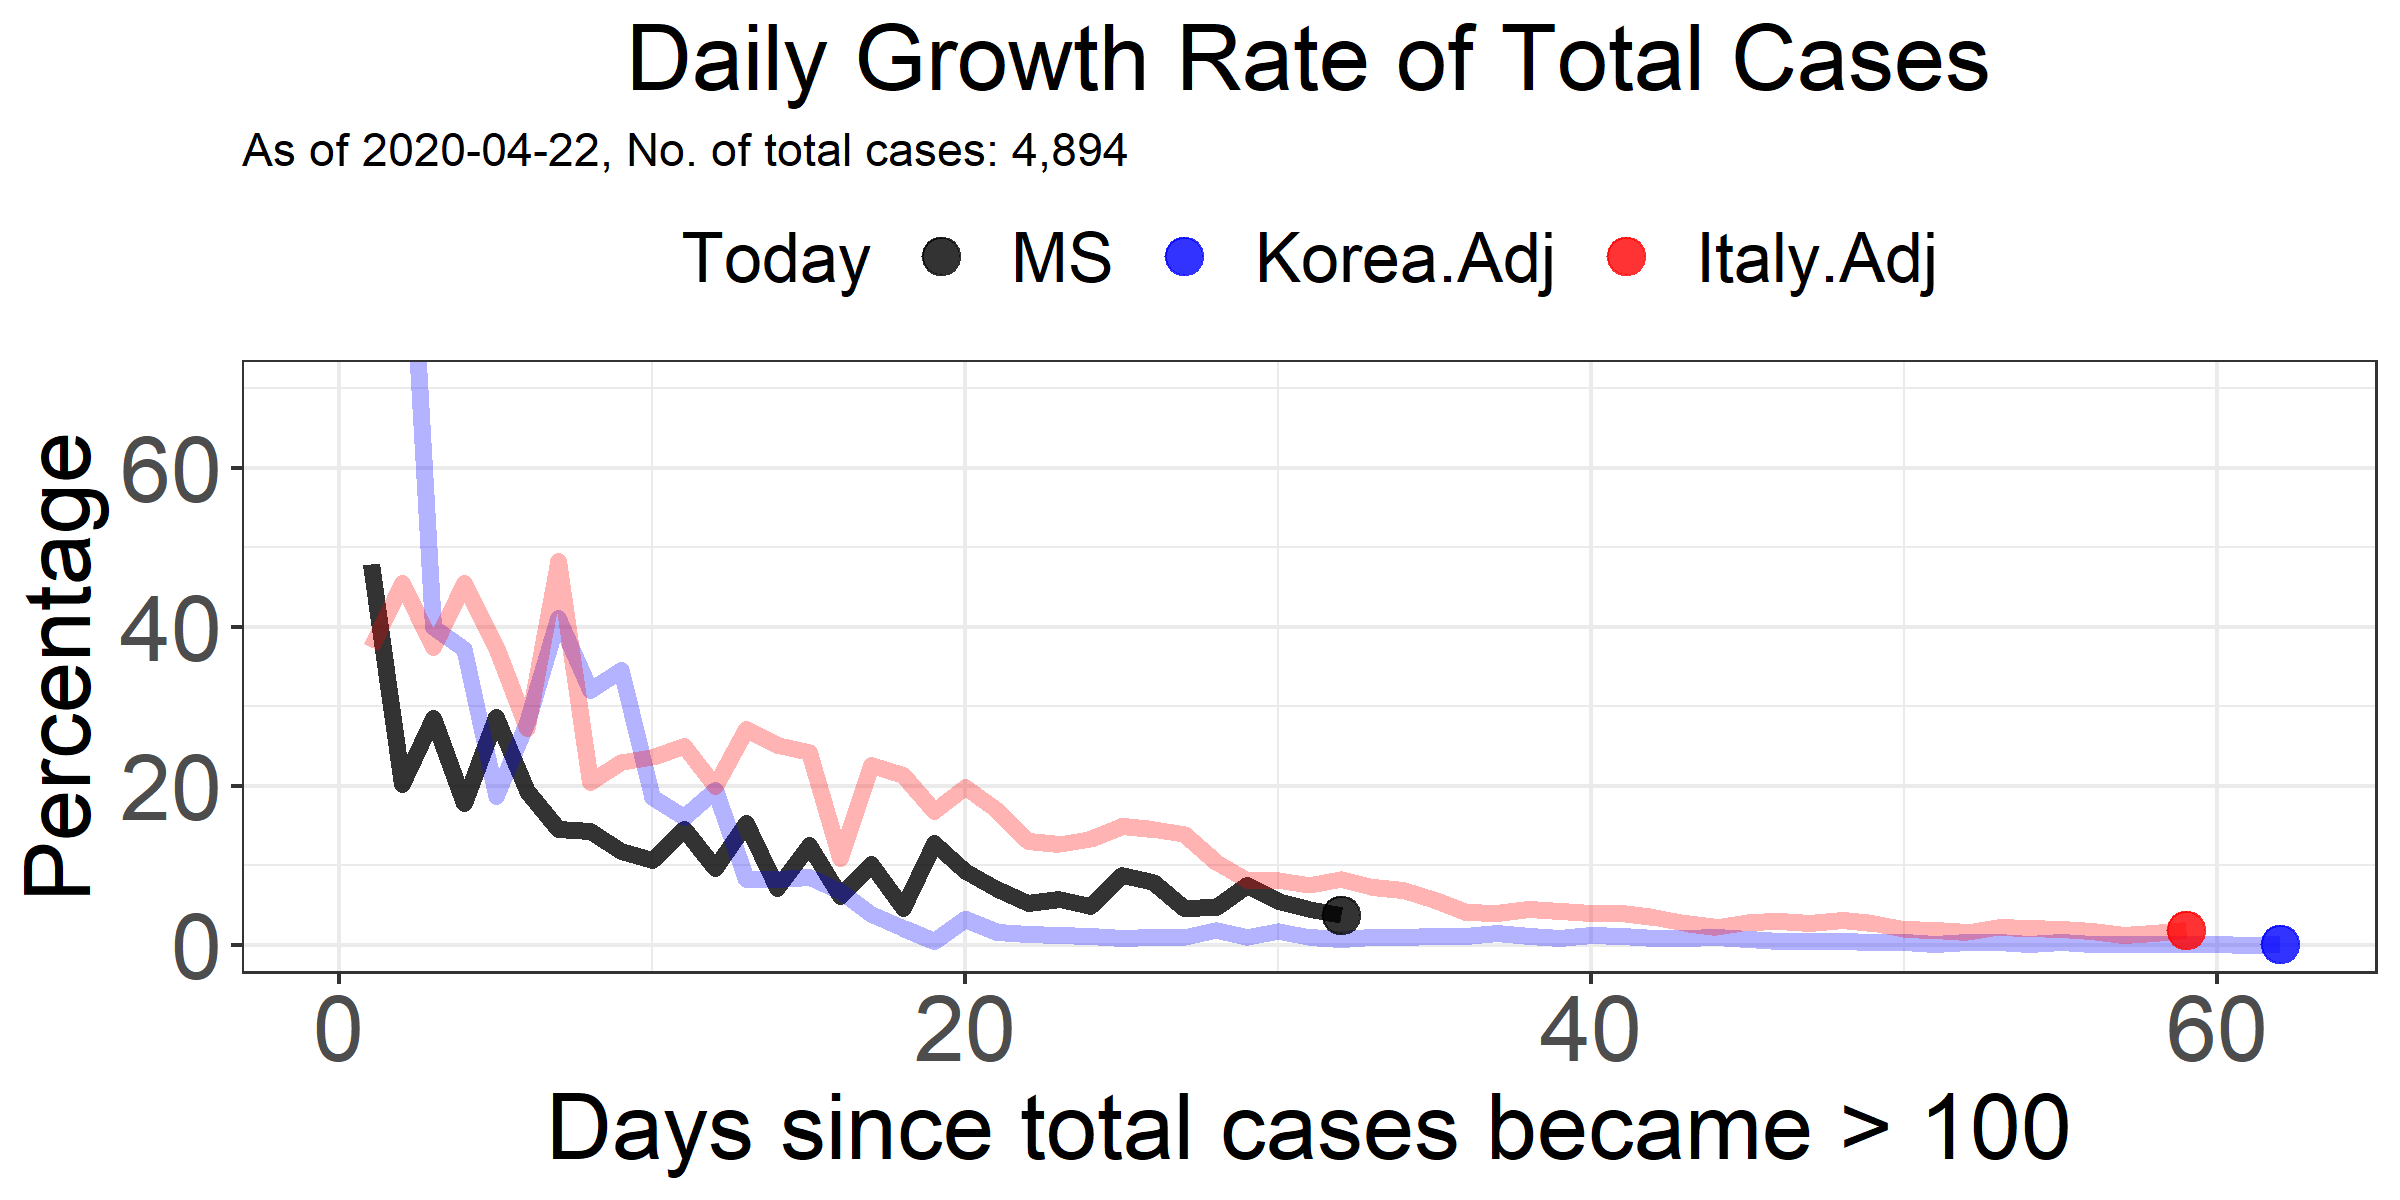 Daily Growth Rate of Total Cases
As of 2020-04-22, No. of total cases: 4,894
Today MS Korea.Adj Italy.Adj
Percentage
60
40
20
0
0 20 40 60
Days since total cases became > 100